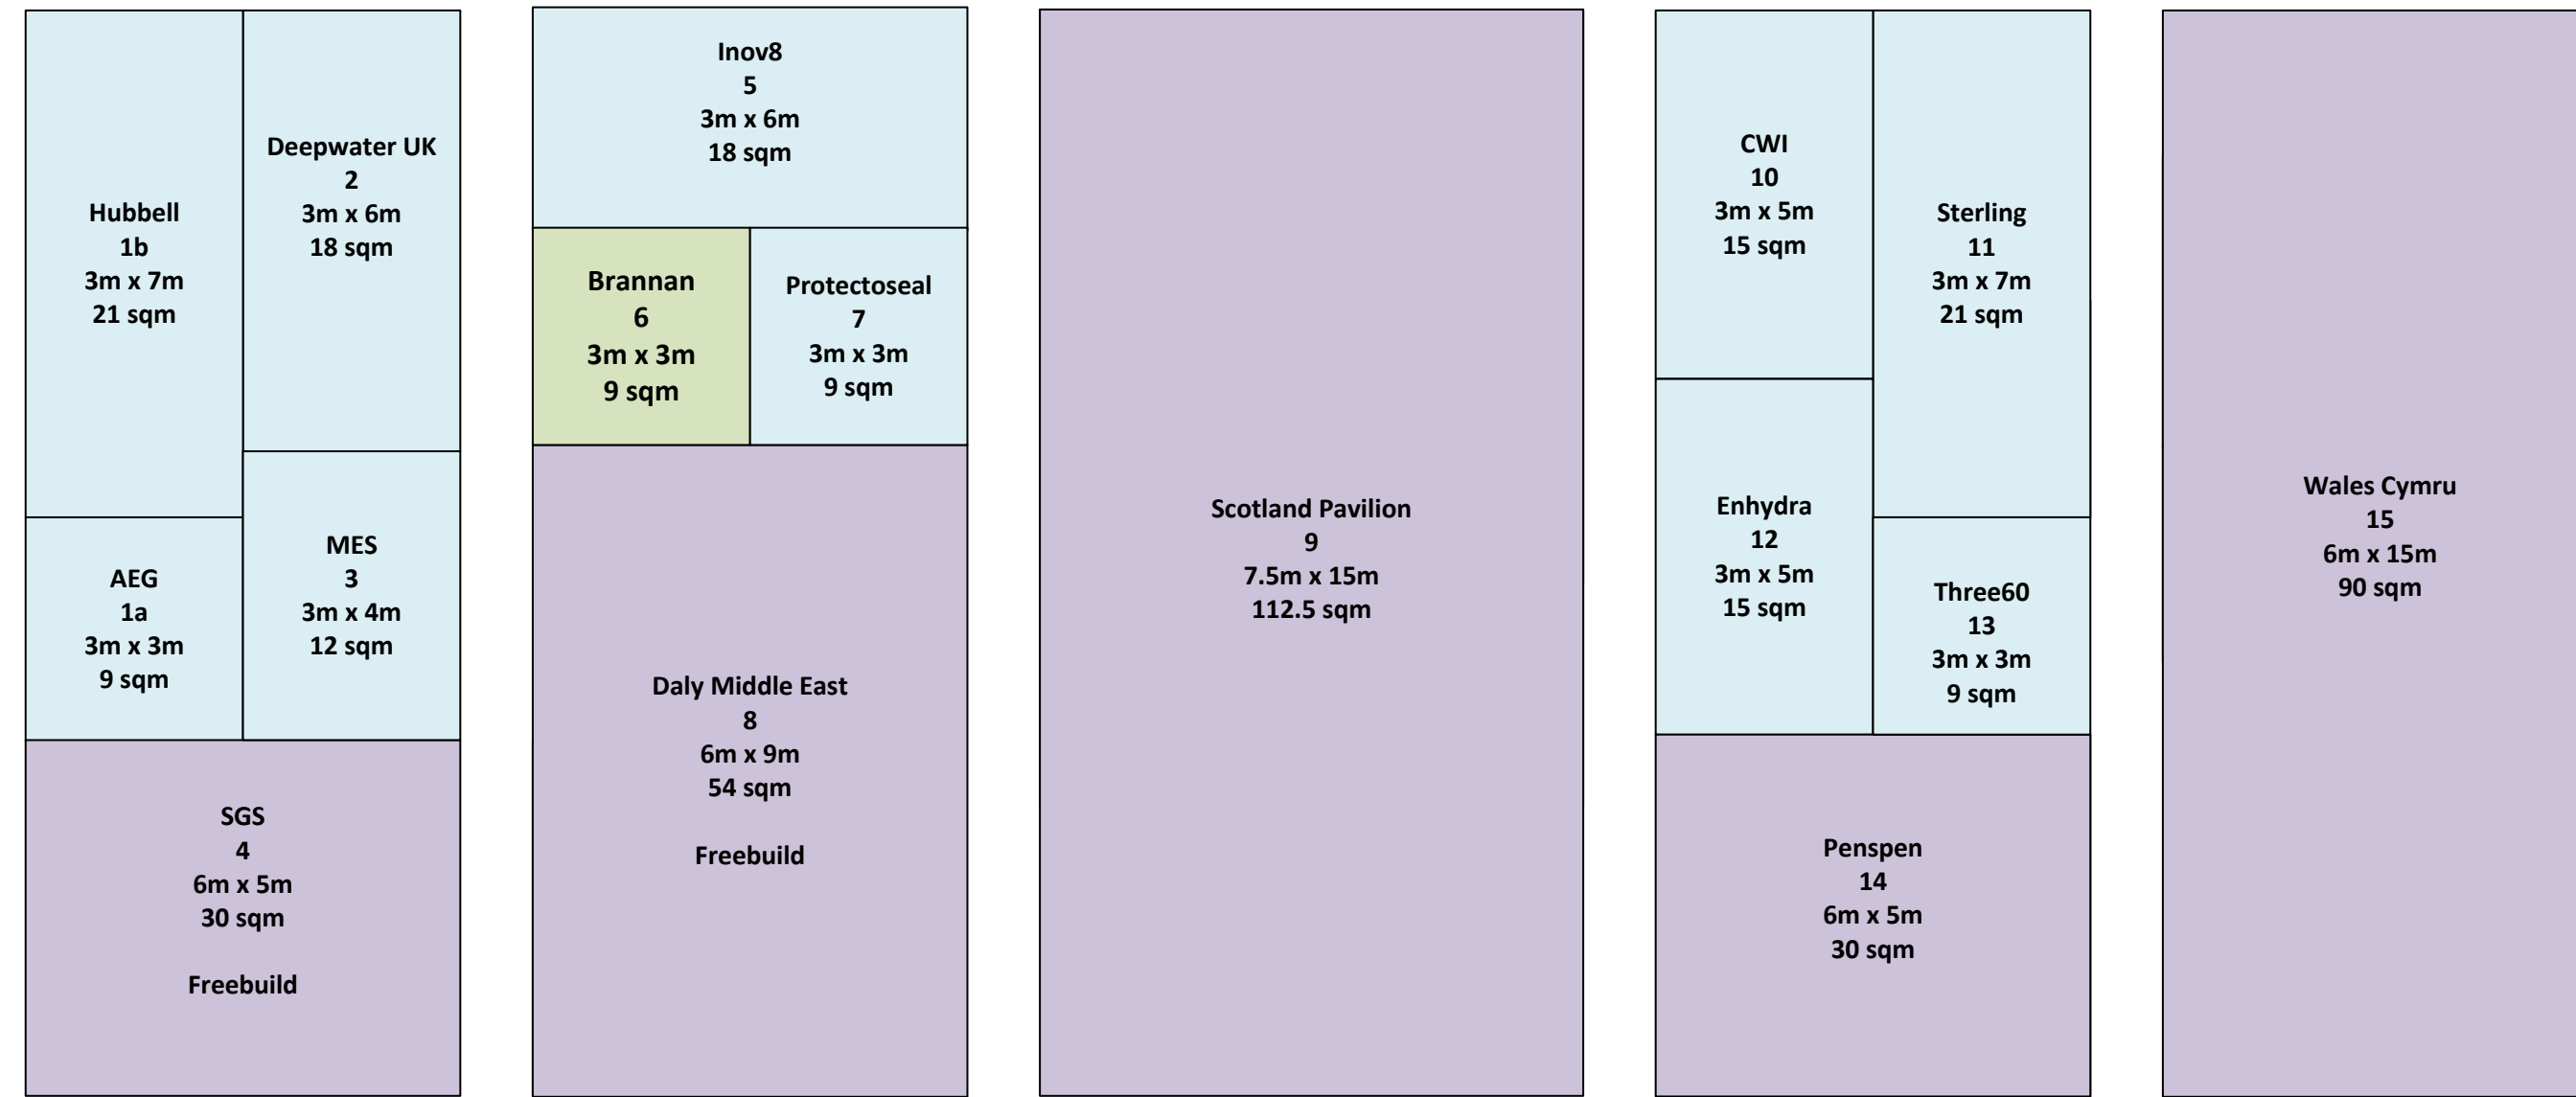 Hubbell
1b
3m x 7m
21 sqm
Deepwater UK
2
3m x 6m
18 sqm
AEG
1a
3m x 3m
9 sqm
MES
3
3m x 4m
12 sqm
SGS
4
6m x 5m
30 sqm
Freebuild
Inov8
5
3m x 6m
18 sqm
Brannan
6
3m x 3m
9 sqm
Protectoseal
7
3m x 3m
9 sqm
Daly Middle East
8
6m x 9m
54 sqm
Freebuild
Scotland Pavilion
9
7.5m x 15m
112.5 sqm
CWI
10
3m x 5m
15 sqm
Sterling
11
3m x 7m
21 sqm
Enhydra
12
3m x 5m
15 sqm
Three60
13
3m x 3m
9 sqm
Penspen
14
6m x 5m
30 sqm
Wales Cymru
15
6m x 15m
90 sqm